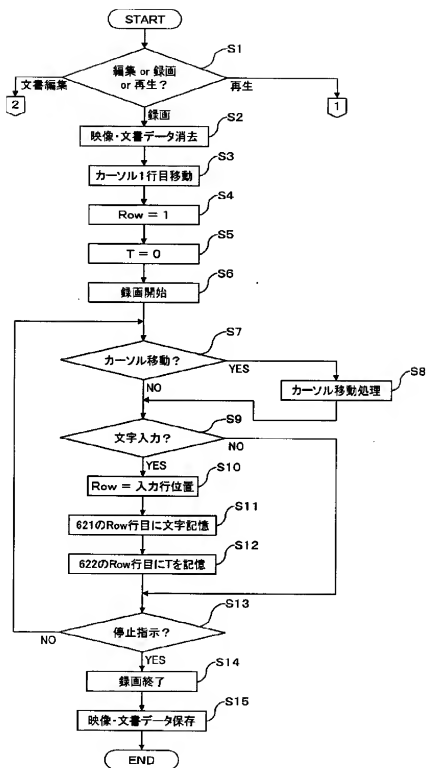 START
S1
編集 or 録画
or 再生？
文書編集
再生
2
1
録画
S2
映像・文書データ消去
S3
カーソル1行目移動
S4
Row = 1
S5
T = 0
S6
録画開始
S7
カーソル移動？
YES
S8
カーソル移動処理
NO
S9
文字入力？
NO
YES
S10
Row = 入力行位置
S11
621のRow行目に文字記憶
S12
622のRow行目にTを記憶
S13
停止指示？
NO
YES
S14
録画終了
S15
映像・文書データ保存
END